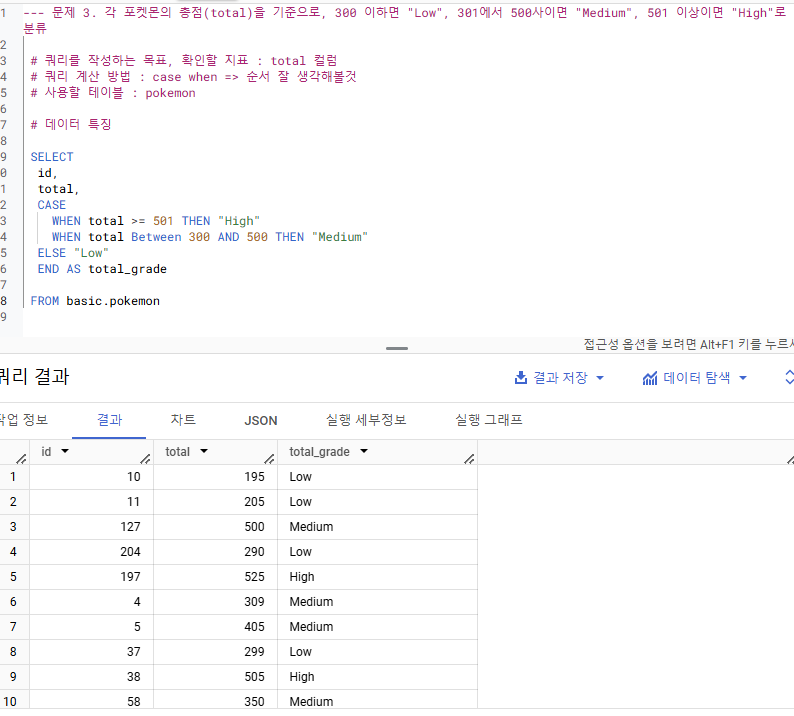 1 --- 문제 3. 각 포켓몬의 총점(total)을 기준으로, 300 이하면 "Low", 301에서 500사이면 "Medium", 501 이상이면 "High"로
분류
2
3 # 쿼리를 작성하는 목표, 확인할 지표 : total 컬럼
4 # 쿼리 계산 방법 : case when => 순서 잘 생각해볼것
5 # 사용할 테이블 : pokemon
6
7 # 데이터 특징
8
9 SELECT
0 id,
1 total,
2 CASE
3 WHEN total >= 501 THEN "High"
4 WHEN total Between 300 AND 500 THEN "Medium"
5 ELSE "Low"
6 END AS total_grade
7
8 FROM basic.pokemon
9
접근성 옵션을 보려면 Alt+F1 키를 누르세
쿼리 결과
결과 저장 데이터 탐색
작업 정보 결과 차트 JSON 실행 세부정보 실행 그래프
id total total_grade
1 10 195 Low
2 11 205 Low
3 127 500 Medium
4 204 290 Low
5 197 525 High
6 4 309 Medium
7 5 405 Medium
8 37 299 Low
9 38 505 High
10 58 350 Medium